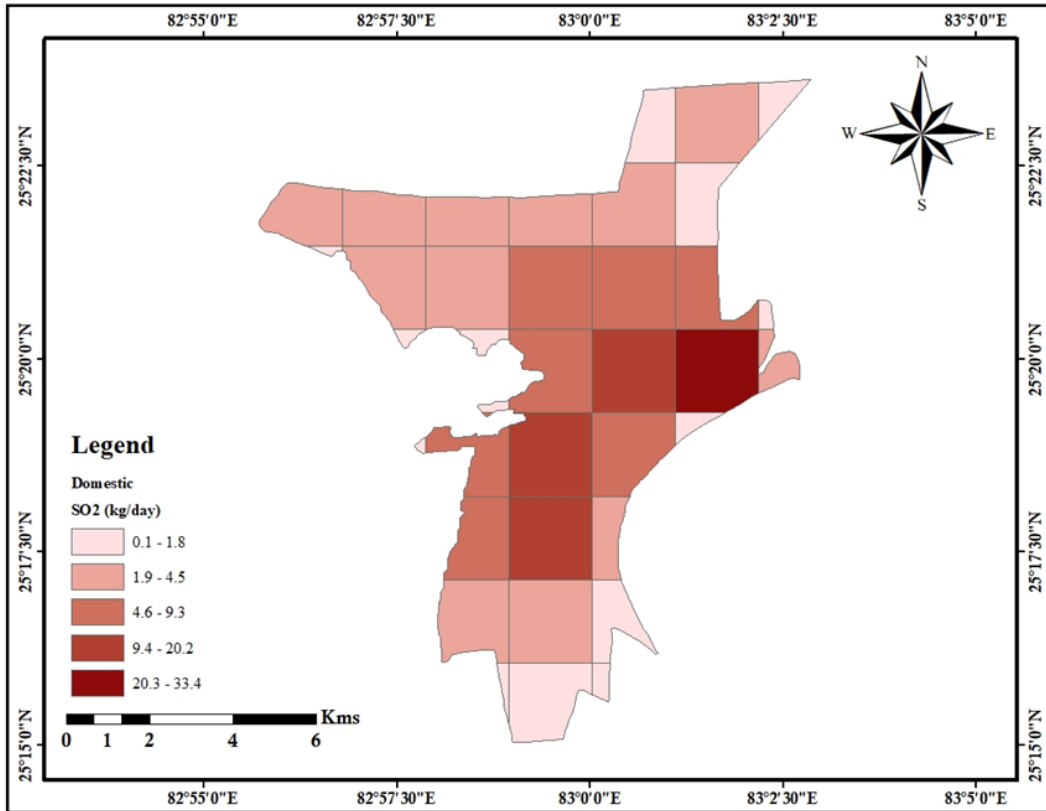 82°55'0"E 82°57'30"E 83°0'0"E 83°2'30"E 83°5'0"E
N
W E
S
25°22'30"N 25°22'30"N
25°20'0"N 25°20'0"N
25°17'30"N 25°17'30"N
25°15'0"N 25°15'0"N
Legend
Domestic
SO2 (kg/day)
0.1 - 1.8
1.9 - 4.5
4.6 - 9.3
9.4 - 20.2
20.3 - 33.4
Kms
0 1 2 4 6
82°55'0"E 82°57'30"E 83°0'0"E 83°2'30"E 83°5'0"E